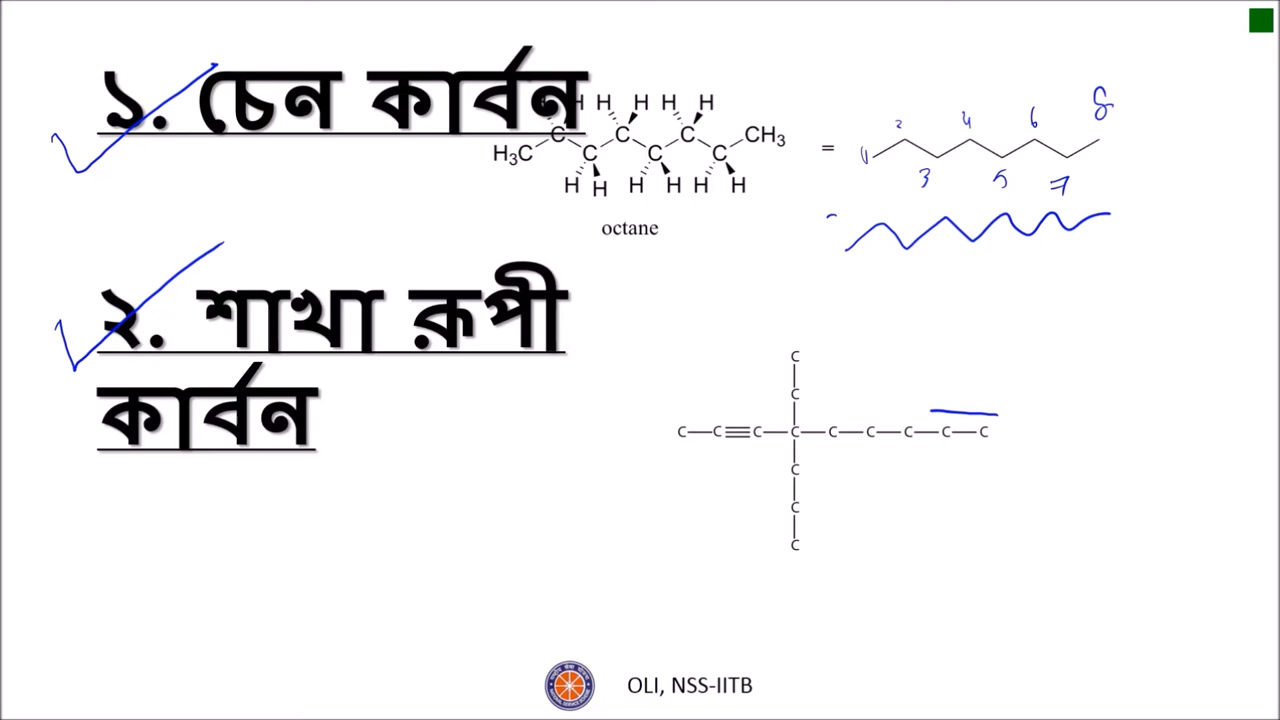 ১. চেন কাৰ্বন
H H H H H
C C C CH3
H3C C C C
H H H H H H
octane
=
1 2 3 4 5 6 7 8
২. শাখা ৰূপী
কাৰ্বন
C
C
C C C C C C C C C
C
C
C
OLI, NSS-IITB